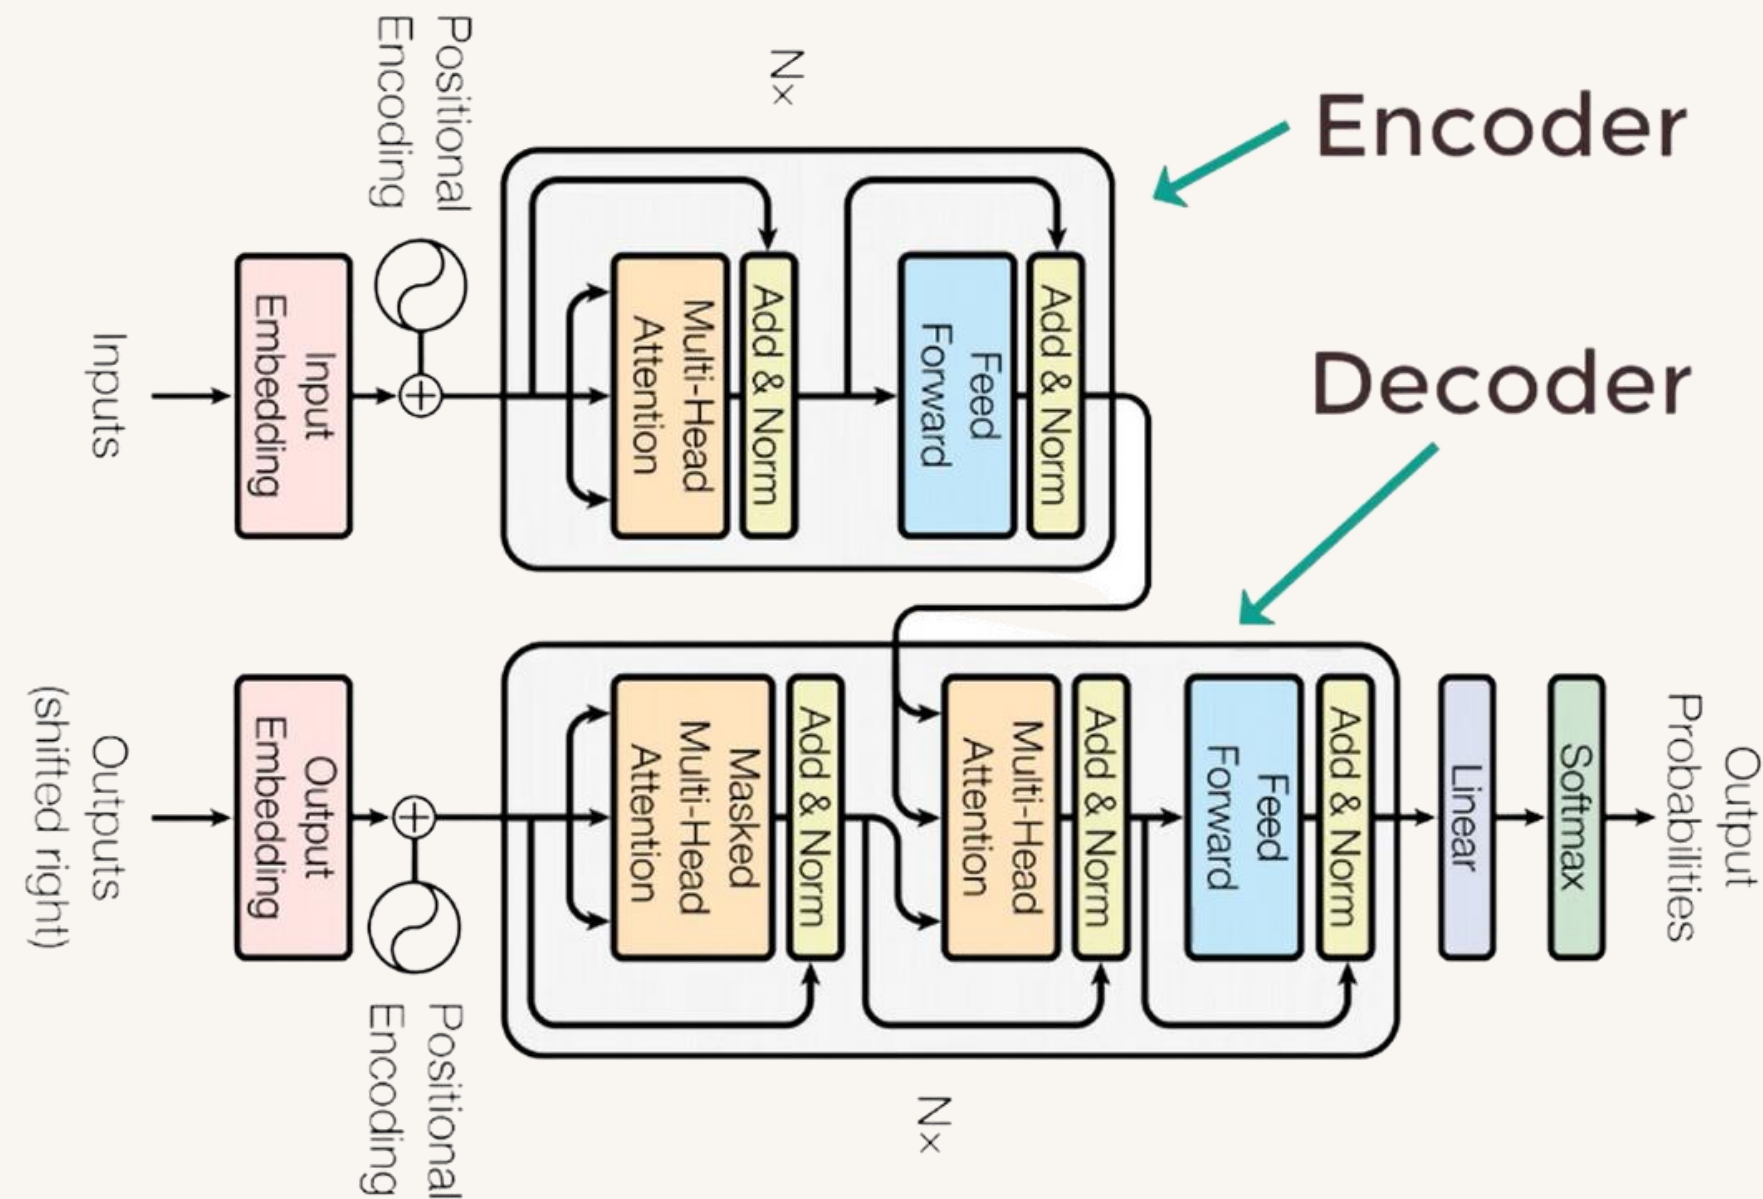 Encoder
Decoder
Nx
Positional
Encoding
Inputs
Input
Embedding
Multi-Head
Attention
Add & Norm
Feed
Forward
Add & Norm
Outputs
(shifted right)
Output
Embedding
Positional
Encoding
Masked
Multi-Head
Attention
Add & Norm
Multi-Head
Attention
Add & Norm
Feed
Forward
Add & Norm
Nx
Linear
Softmax
Output
Probabilities